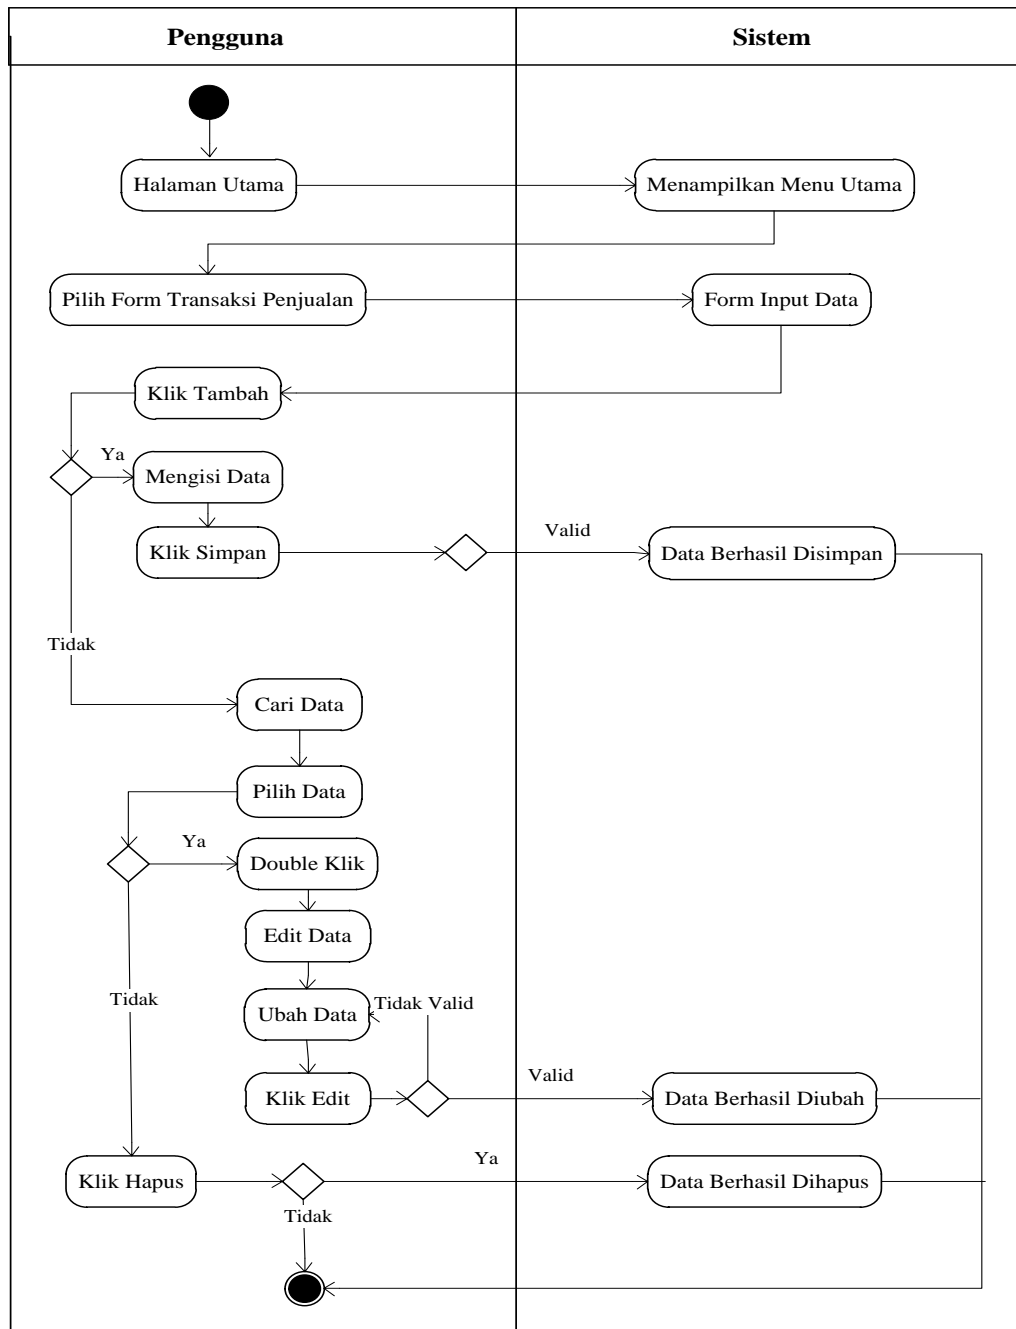 Pengguna
Sistem
Halaman Utama
Menampilkan Menu Utama
Pilih Form Transaksi Penjualan
Form Input Data
Klik Tambah
Ya
Mengisi Data
Klik Simpan
Valid
Data Berhasil Disimpan
Tidak
Cari Data
Pilih Data
Ya
Double Klik
Edit Data
Tidak
Ubah Data
Tidak Valid
Klik Edit
Valid
Data Berhasil Diubah
Klik Hapus
Ya
Data Berhasil Dihapus
Tidak